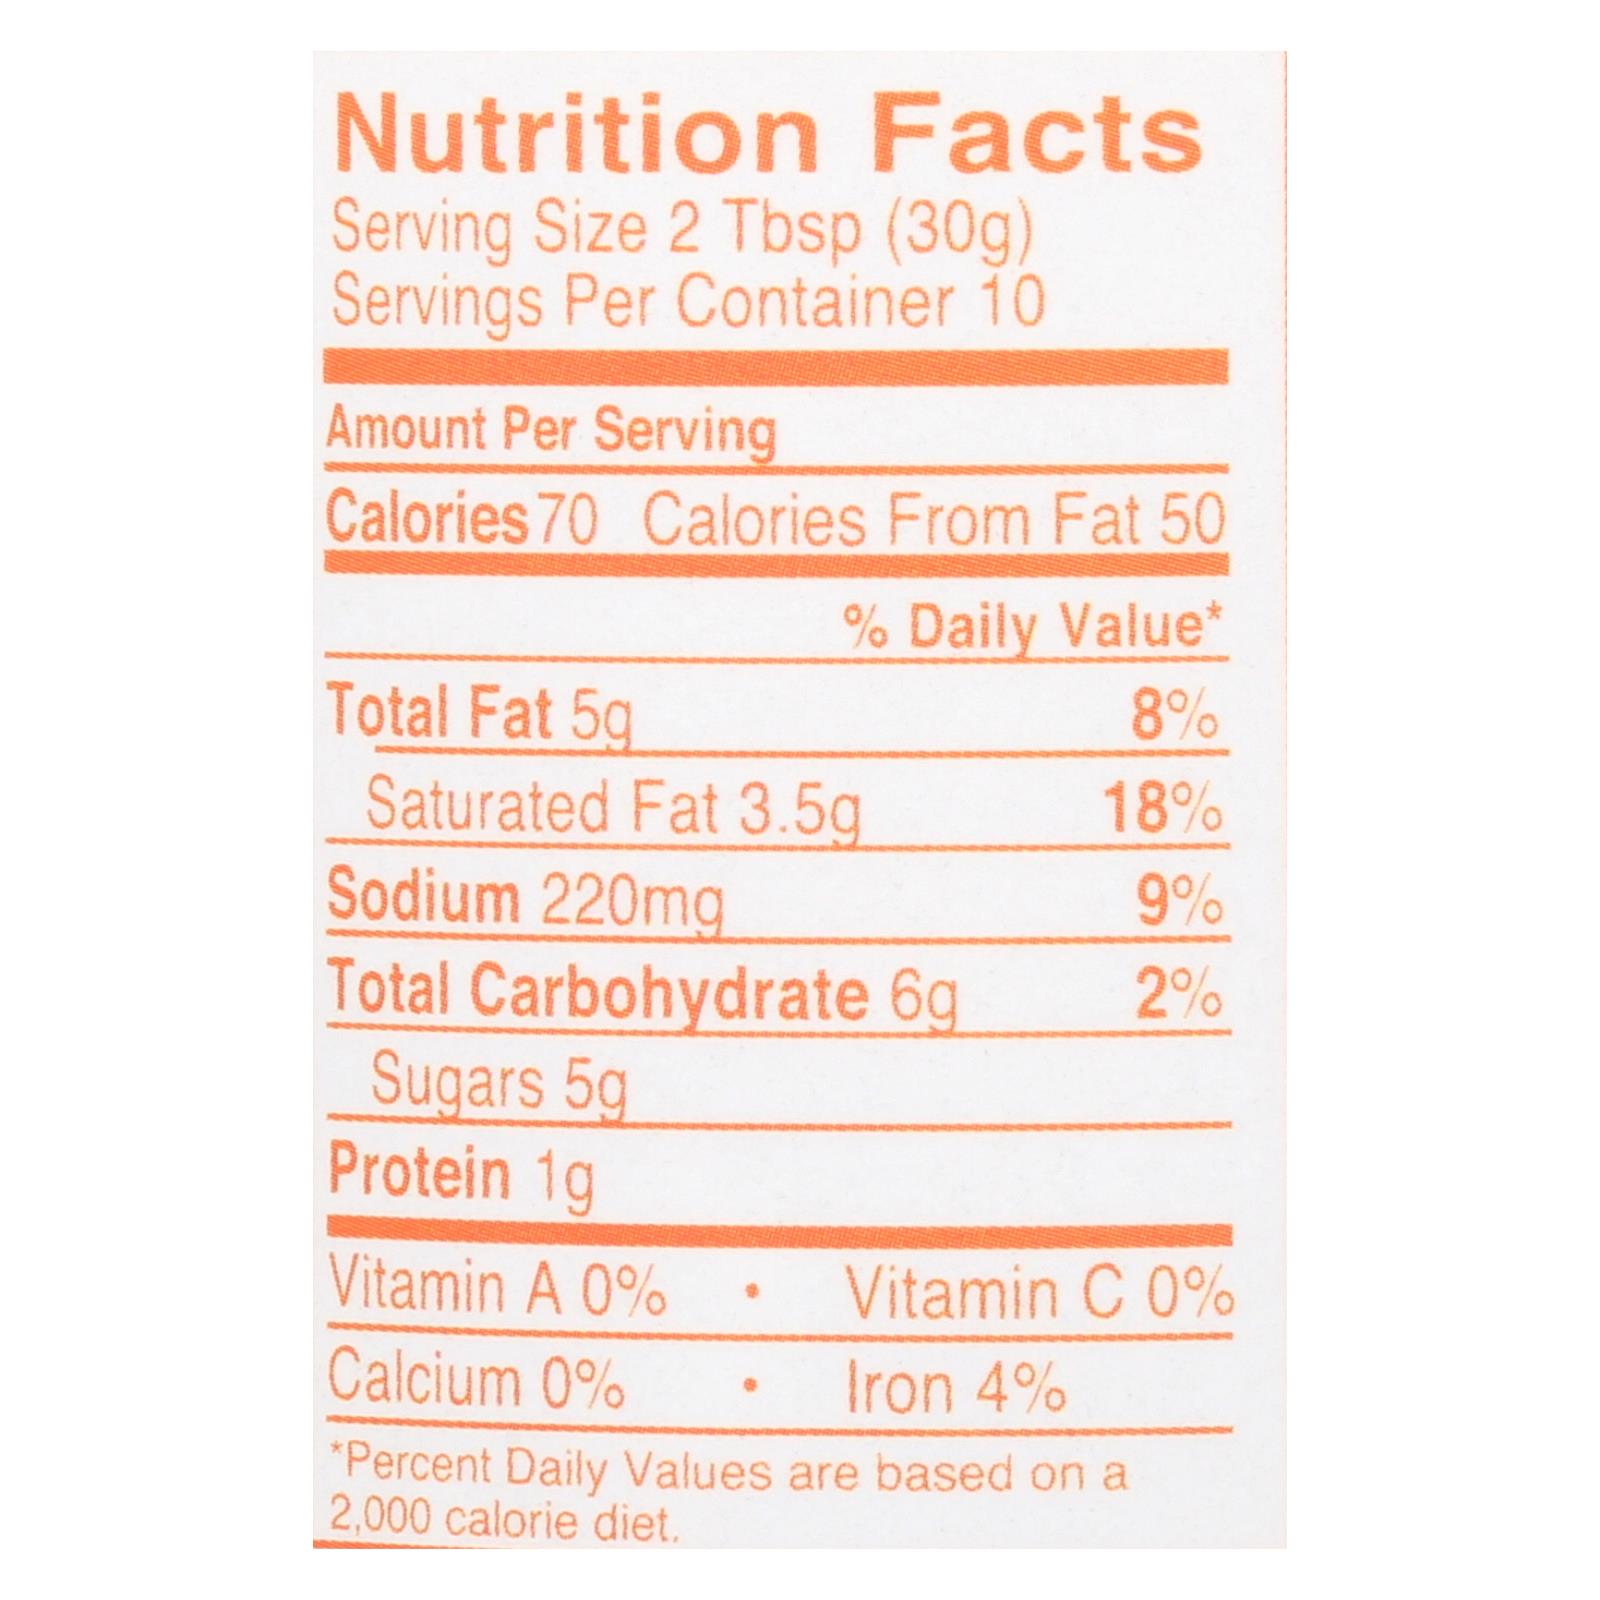 Nutrition Facts
Serving Size 2 Tbsp (30g)
Servings Per Container 10
Amount Per Serving
Calories 70 Calories From Fat 50
% Daily Value*
Total Fat 5g 8%
Saturated Fat 3.5g 18%
Sodium 220mg 9%
Total Carbohydrate 6g 2%
Sugars 5g
Protein 1g
Vitamin A 0% • Vitamin C 0%
Calcium 0% • Iron 4%
*Percent Daily Values are based on a
2,000 calorie diet.